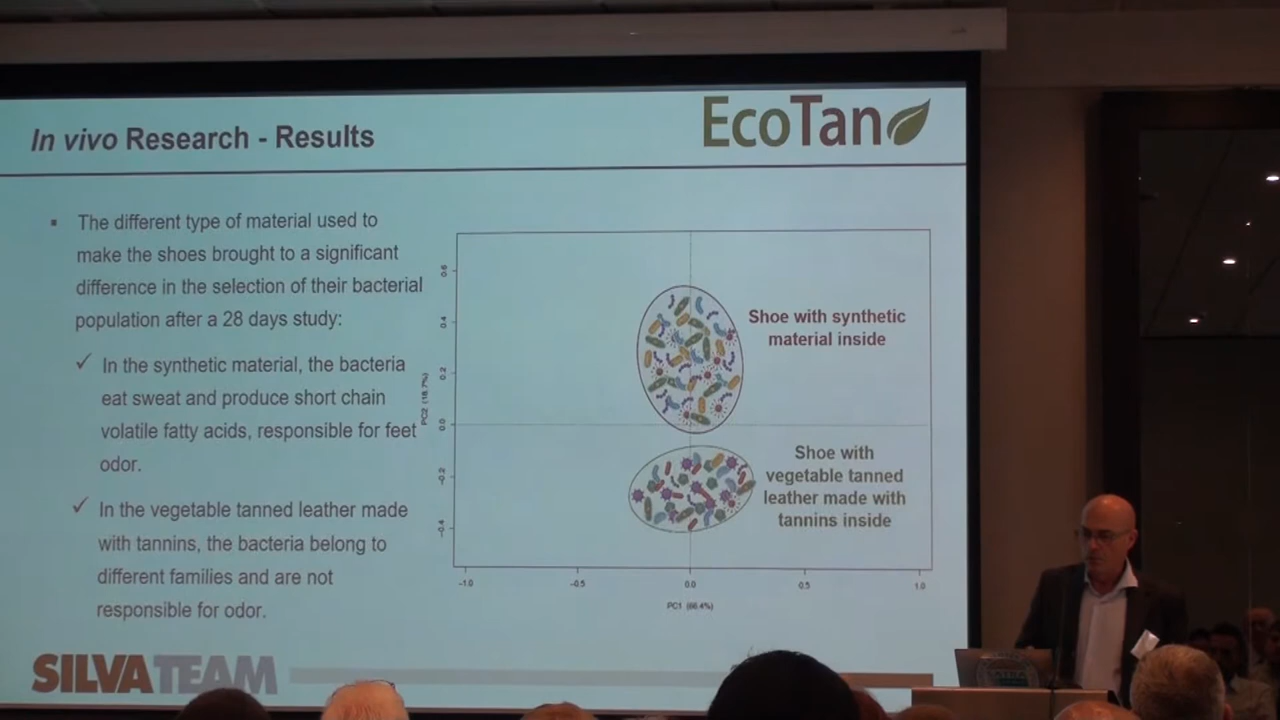 In vivo Research - Results
EcoTan
▪ The different type of material used to
make the shoes brought to a significant
difference in the selection of their bacterial
population after a 28 days study:
✓ In the synthetic material, the bacteria
eat sweat and produce short chain
volatile fatty acids, responsible for feet
odor.
✓ In the vegetable tanned leather made
with tannins, the bacteria belong to
different families and are not
responsible for odor.
Shoe with synthetic
material inside
Shoe with
vegetable tanned
leather made with
tannins inside
0.6
0.4
0.2
0.0
-0.2
-0.4
-1.0
-0.5
0.0
0.5
1.0
SILVATEAM